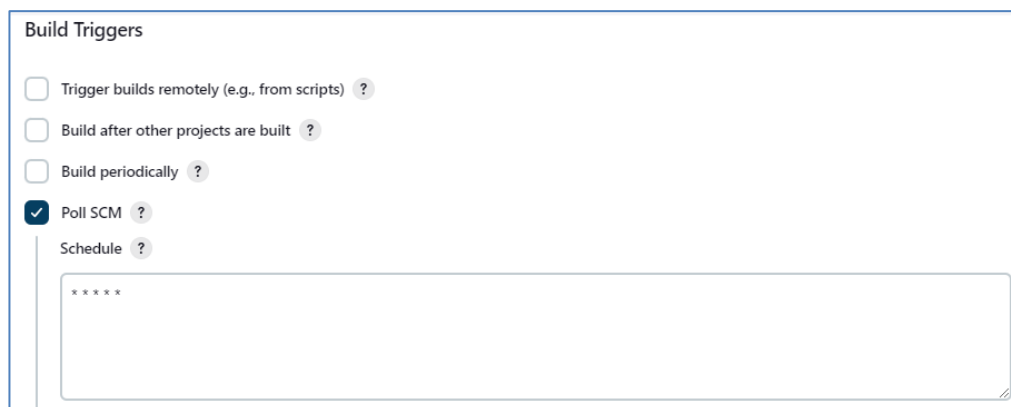 Build Triggers
Trigger builds remotely (e.g., from scripts) ?
Build after other projects are built ?
Build periodically ?
Poll SCM ?
Schedule ?
* * * * *